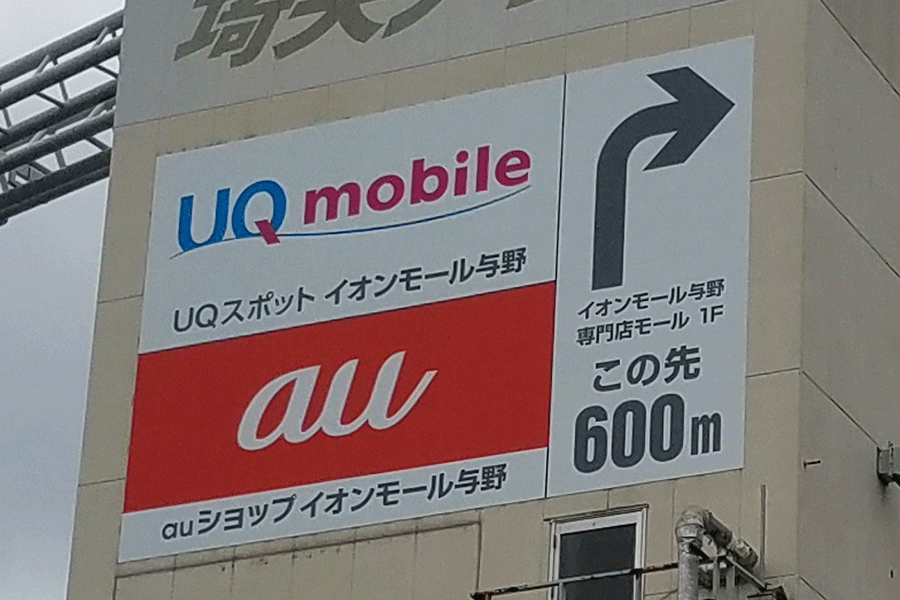 UQ mobile
UQスポット イオンモール与野
au
auショップイオンモール与野
イオンモール与野
専門店モール 1F
この先
600m